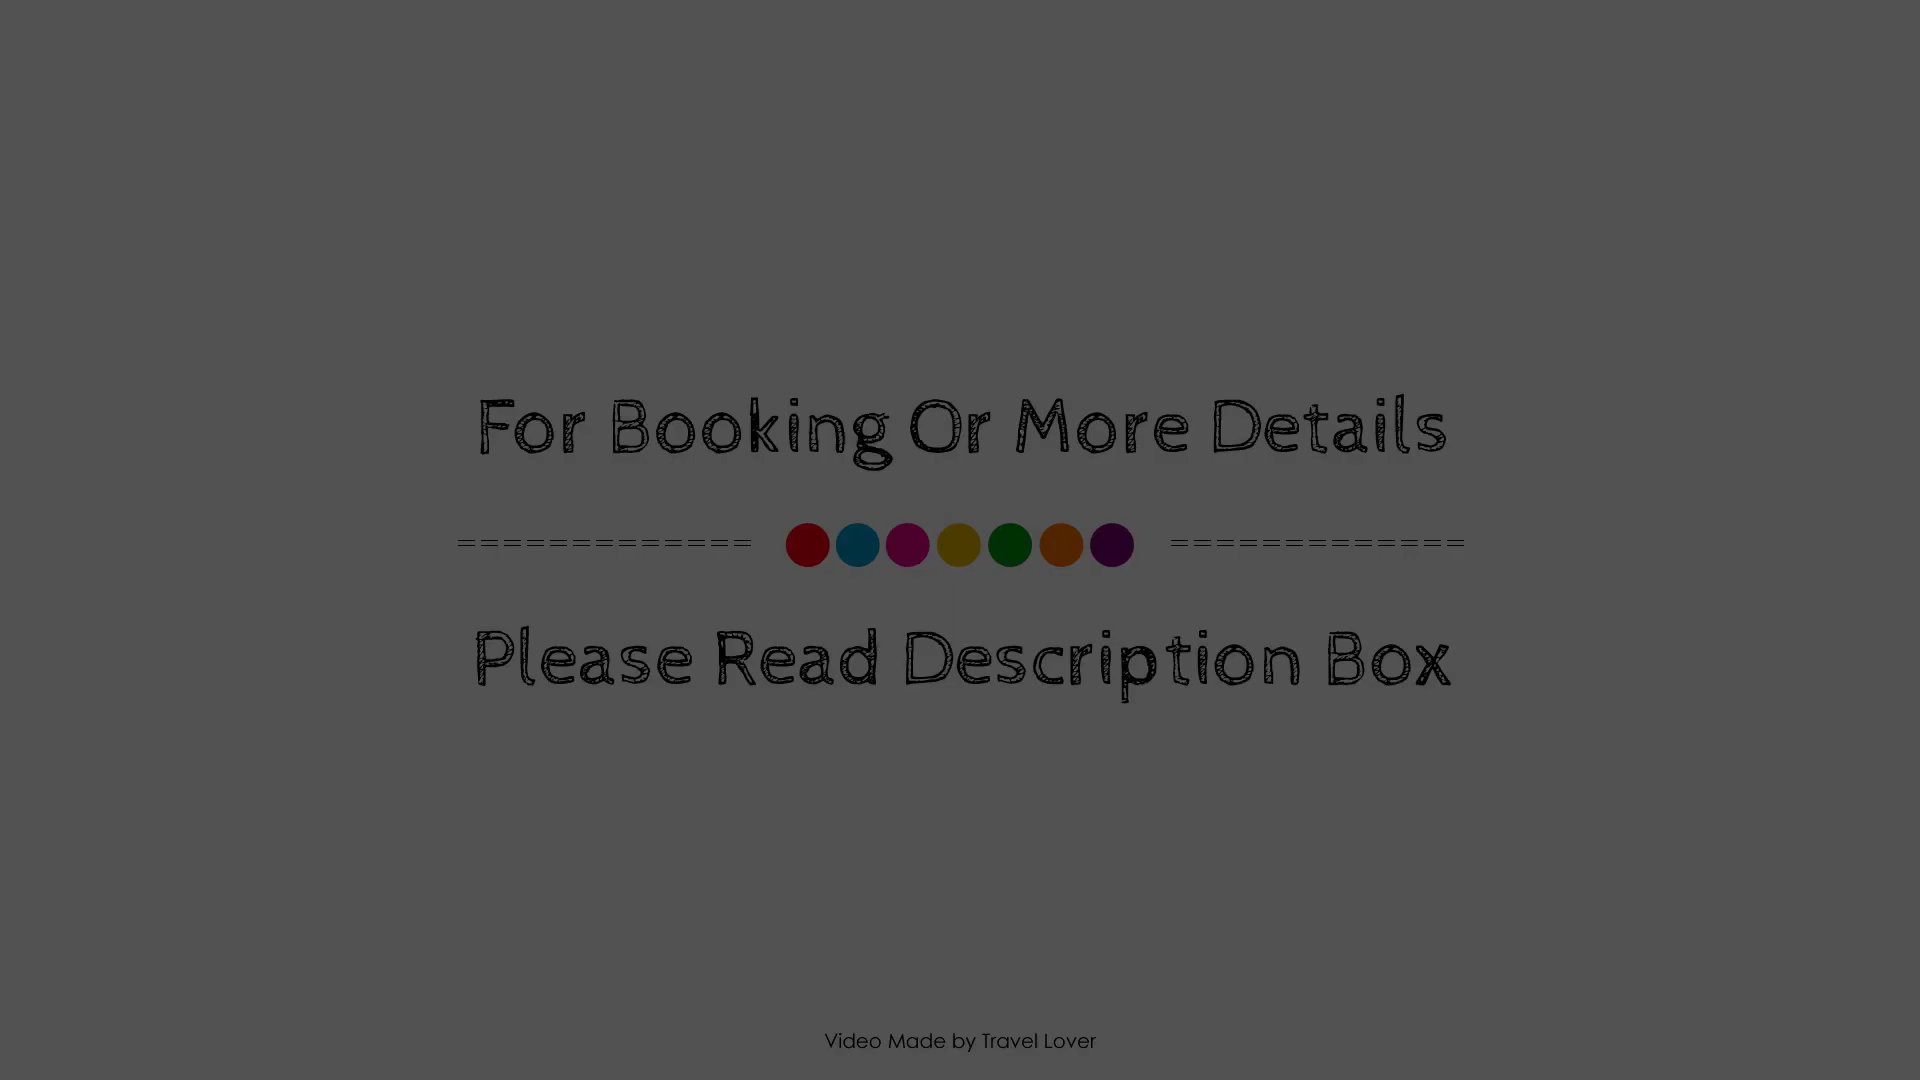 For Booking Or More Details
============= =============
Please Read Description Box
Video Made by Travel Lover